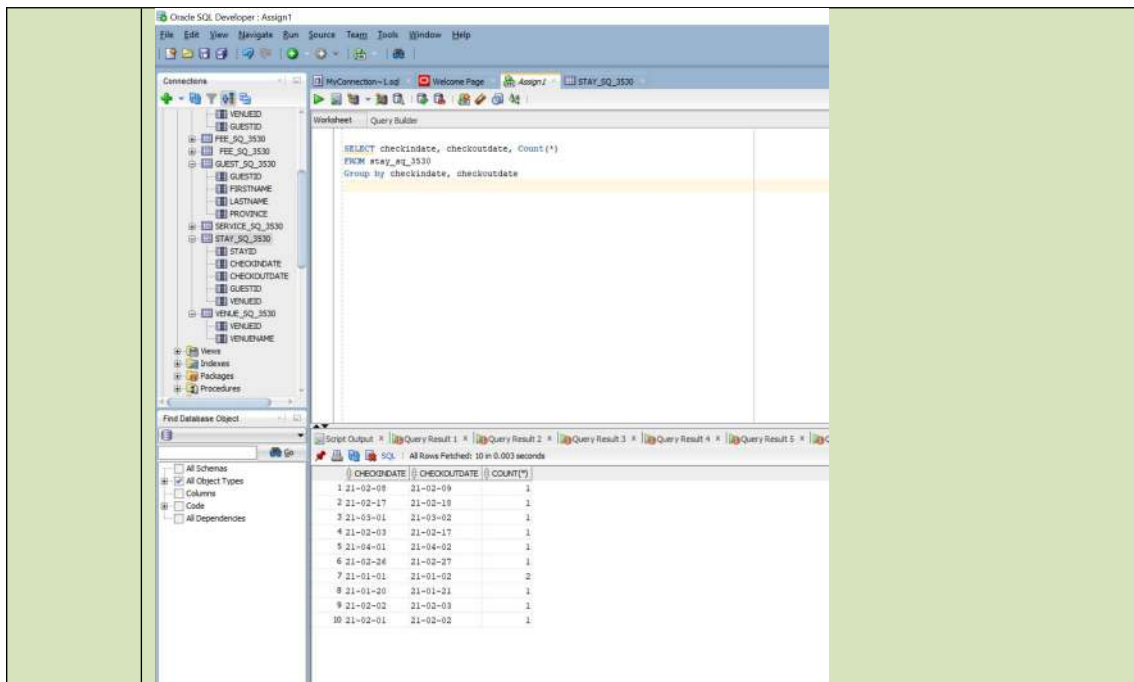 Oracle SQL Developer : Assign1
File Edit View Navigate Run Source Team Tools Window Help
Connections
MyConnection~1.sql Welcome Page Assign1 STAY_SQ_3530
Worksheet Query Builder
VENUEID
GUESTID
FEE_SQ_3530
FEE_SQ_3530
GUEST_SQ_3530
GUESTID
FIRSTNAME
LASTNAME
PROVINCE
SERVICE_SQ_3530
STAY_SQ_3530
STAYID
CHECKINDATE
CHECKOUTDATE
GUESTID
VENUEID
VENUE_SQ_3530
VENUEID
VENUENAME
Views
Indexes
Packages
Procedures
SELECT checkindate, checkoutdate, Count(*)
FROM stay_sq_3530
Group by checkindate, checkoutdate
Find Database Object
Go
All Schemas
All Object Types
Columns
Code
All Dependencies
Script Output x Query Result 1 x Query Result 2 x Query Result 3 x Query Result 4 x Query Result 5 x
SQL | All Rows Fetched: 10 in 0.003 seconds
CHECKINDATE CHECKOUTDATE COUNT(*)
1 21-02-08 21-02-09 1
2 21-02-17 21-02-18 1
3 21-03-01 21-03-02 1
4 21-02-03 21-02-17 1
5 21-04-01 21-04-02 1
6 21-02-26 21-02-27 1
7 21-01-01 21-01-02 2
8 21-01-20 21-01-21 1
9 21-02-02 21-02-03 1
10 21-02-01 21-02-02 1